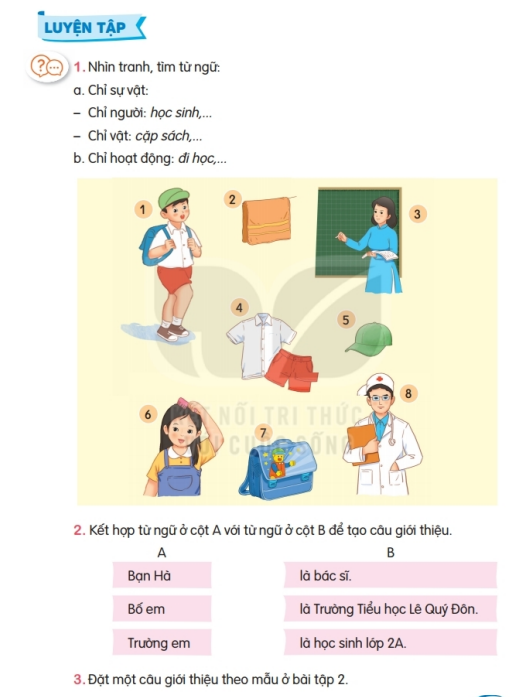 LUYỆN TẬP
1. Nhìn tranh, tìm từ ngữ:
a. Chỉ sự vật:
– Chỉ người: học sinh,...
– Chỉ vật: cặp sách,...
b. Chỉ hoạt động: đi học,...
1
2
3
4
5
6
7
8
KẾT NỐI TRI THỨC
VỚI CUỘC SỐNG
2. Kết hợp từ ngữ ở cột A với từ ngữ ở cột B để tạo câu giới thiệu.
A B
Bạn Hà là bác sĩ.
Bố em là Trường Tiểu học Lê Quý Đôn.
Trường em là học sinh lớp 2A.
3. Đặt một câu giới thiệu theo mẫu ở bài tập 2.